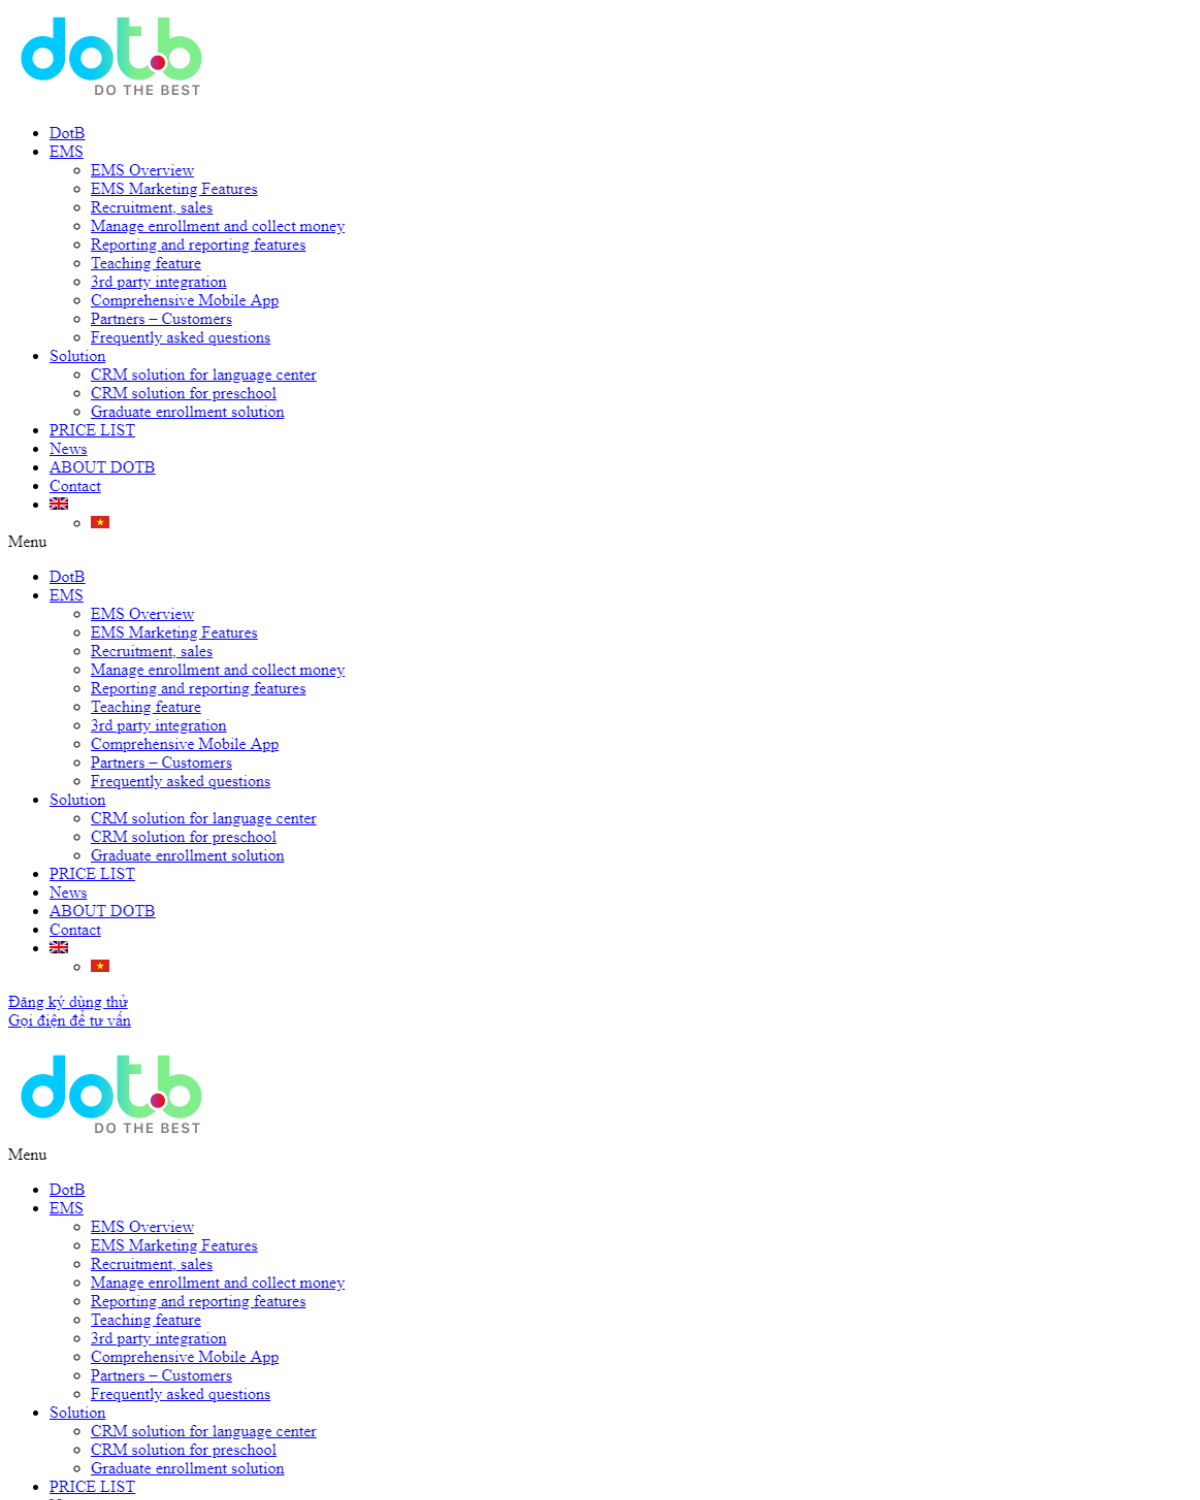 dotb
DO THE BEST
DotB
EMS
EMS Overview
EMS Marketing Features
Recruitment, sales
Manage enrollment and collect money
Reporting and reporting features
Teaching feature
3rd party integration
Comprehensive Mobile App
Partners – Customers
Frequently asked questions
Solution
CRM solution for language center
CRM solution for preschool
Graduate enrollment solution
PRICE LIST
News
ABOUT DOTB
Contact
Menu
DotB
EMS
EMS Overview
EMS Marketing Features
Recruitment, sales
Manage enrollment and collect money
Reporting and reporting features
Teaching feature
3rd party integration
Comprehensive Mobile App
Partners – Customers
Frequently asked questions
Solution
CRM solution for language center
CRM solution for preschool
Graduate enrollment solution
PRICE LIST
News
ABOUT DOTB
Contact
Đăng ký dùng thử
Gọi điện để tư vấn
dotb
DO THE BEST
Menu
DotB
EMS
EMS Overview
EMS Marketing Features
Recruitment, sales
Manage enrollment and collect money
Reporting and reporting features
Teaching feature
3rd party integration
Comprehensive Mobile App
Partners – Customers
Frequently asked questions
Solution
CRM solution for language center
CRM solution for preschool
Graduate enrollment solution
PRICE LIST